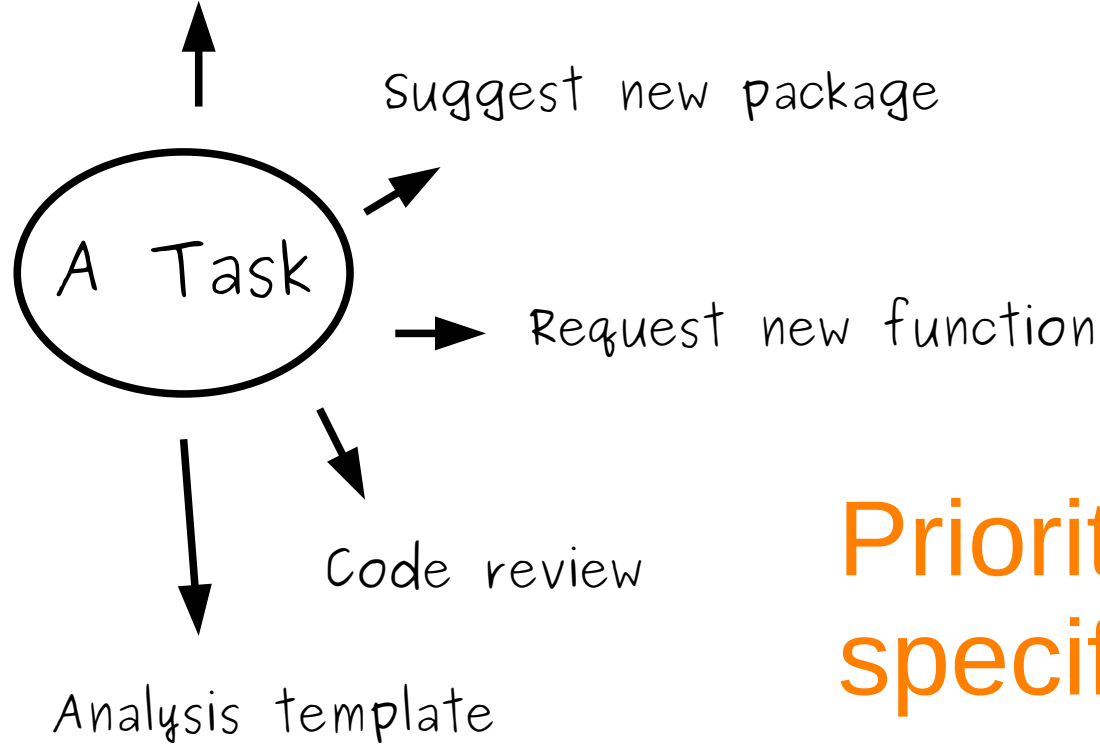 Suggest new package
A Task
Request new function
Code review
Analysis template